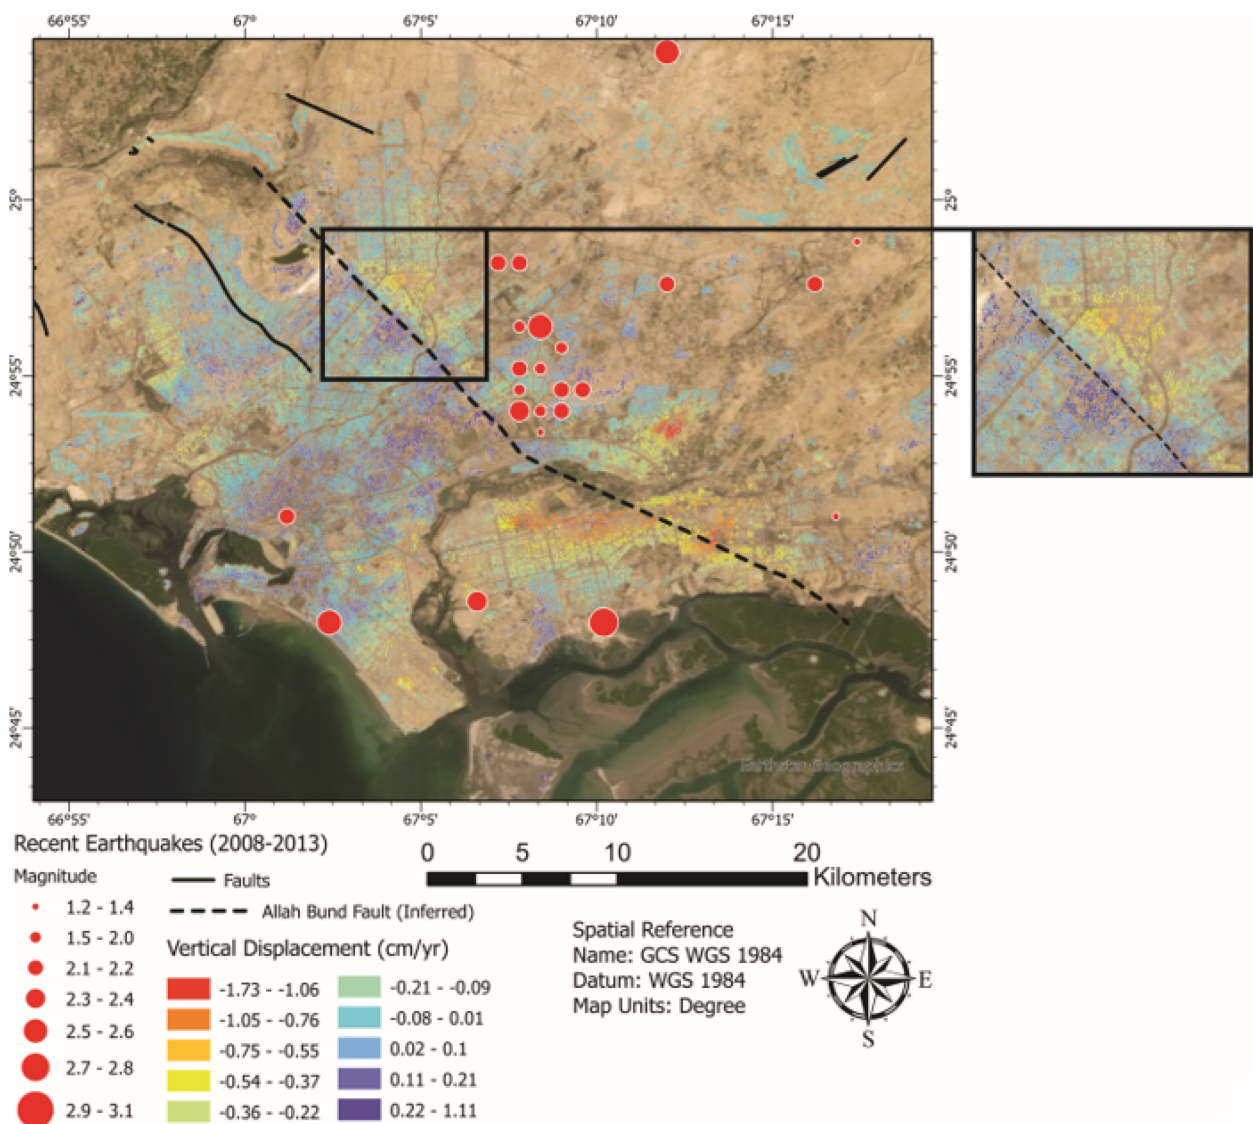 66°55' 67° 67°5' 67°10' 67°15'
25° 25°
24°55' 24°55'
24°50' 24°50'
24°45' 24°45'
Earthstar Geographics
66°55' 67° 67°5' 67°10' 67°15'
Recent Earthquakes (2008-2013)
Magnitude
1.2 - 1.4
1.5 - 2.0
2.1 - 2.2
2.3 - 2.4
2.5 - 2.6
2.7 - 2.8
2.9 - 3.1
Faults
Allah Bund Fault (Inferred)
Vertical Displacement (cm/yr)
-1.73 - -1.06
-1.05 - -0.76
-0.75 - -0.55
-0.54 - -0.37
-0.36 - -0.22
-0.21 - -0.09
-0.08 - 0.01
0.02 - 0.1
0.11 - 0.21
0.22 - 1.11
0 5 10 20
Kilometers
Spatial Reference
Name: GCS WGS 1984
Datum: WGS 1984
Map Units: Degree
N
W E
S